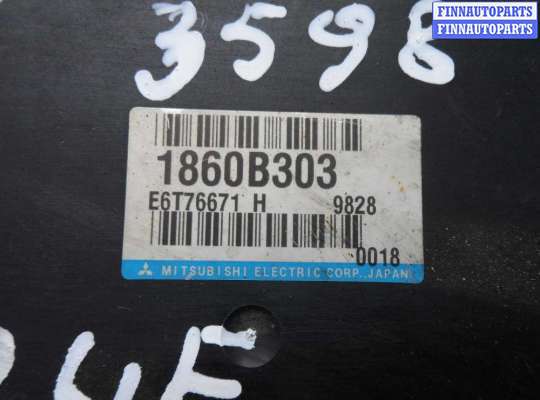 FINNAUTOPARTS
FINNAUTOPARTS
3598
1860B303
E6T76671 H 9828
0018
MITSUBISHI ELECTRIC CORP., JAPAN